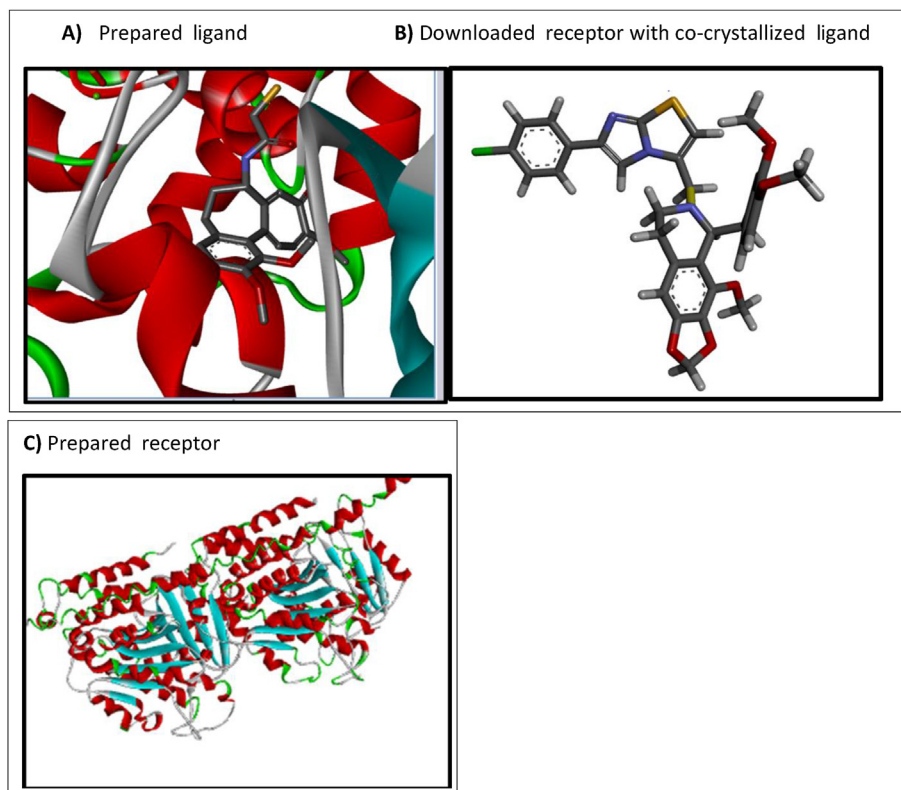 A) Prepared ligand
B) Downloaded receptor with co-crystallized ligand
C) Prepared receptor